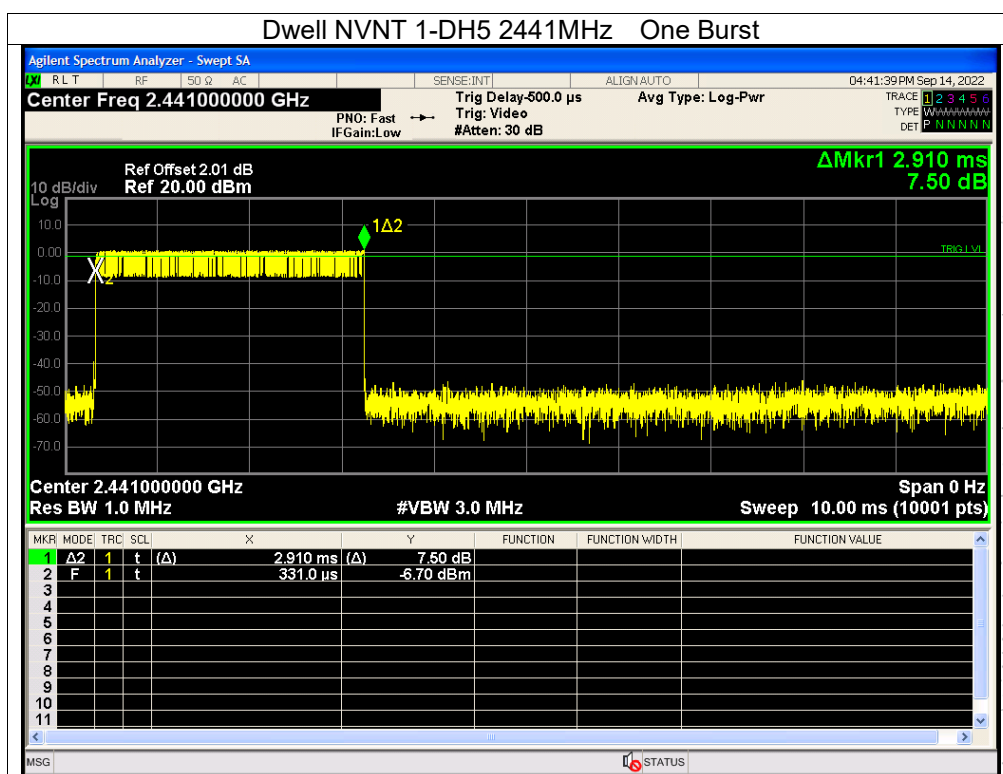 Dwell NVNT 1-DH5 2441MHz One Burst
Agilent Spectrum Analyzer - Swept SA
LXI RLT RF 50 Ω AC SENSE:INT ALIGN AUTO 04:41:39 PM Sep 14, 2022
Center Freq 2.441000000 GHz Trig Delay-500.0 µs Avg Type: Log-Pwr TRACE 1 2 3 4 5 6
PNO: Fast Trig: Video TYPE WWWWWW
IFGain:Low #Atten: 30 dB DET P N N N N N
ΔMkr1 2.910 ms
7.50 dB
Ref Offset 2.01 dB
10 dB/div Ref 20.00 dBm
Log
10.0
0.00
-10.0
-20.0
-30.0
-40.0
-50.0
-60.0
-70.0
1Δ2
TRIG LVL
2
Center 2.441000000 GHz Span 0 Hz
Res BW 1.0 MHz #VBW 3.0 MHz Sweep 10.00 ms (10001 pts)
MKR MODE TRC SCL X Y FUNCTION FUNCTION WIDTH FUNCTION VALUE
1 Δ2 1 t (Δ) 2.910 ms (Δ) 7.50 dB
2 F 1 t 331.0 µs -6.70 dBm
3
4
5
6
7
8
9
10
11
MSG STATUS